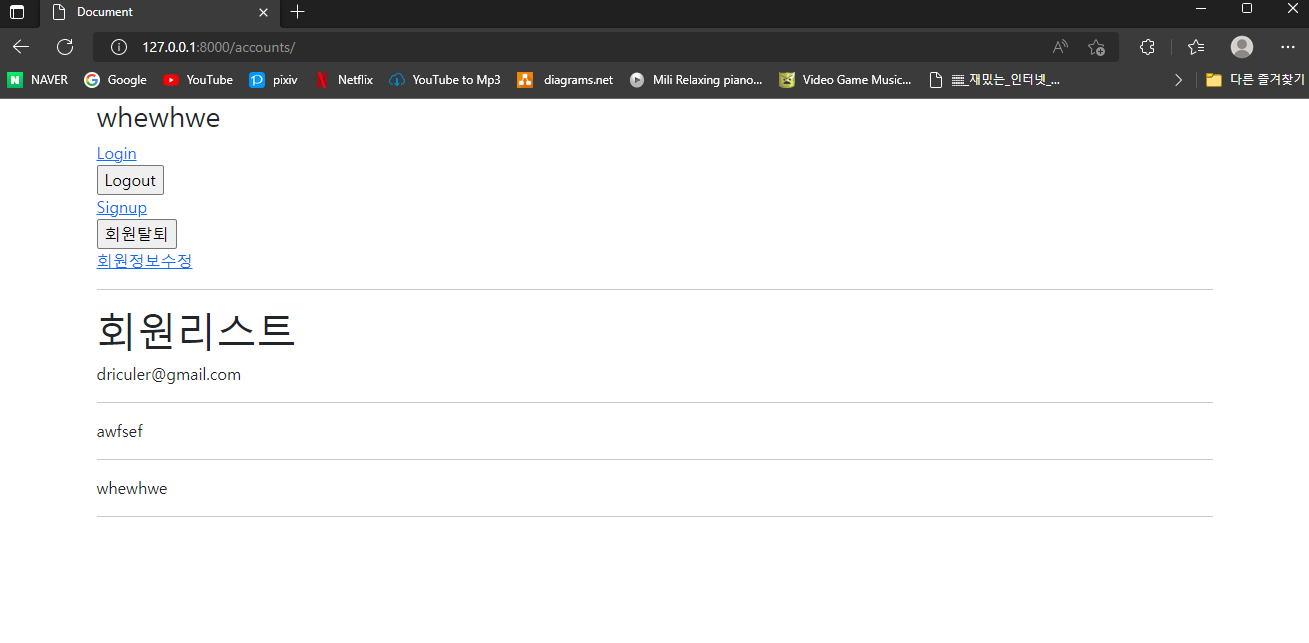 Document
127.0.0.1:8000/accounts/
NAVER Google YouTube pixiv Netflix YouTube to Mp3 diagrams.net Mili Relaxing piano... Video Game Music... 재밌는_인터넷_... 다른 즐겨찾기
whewhwe
Login
Logout
Signup
회원탈퇴
회원정보수정
회원리스트
driculer@gmail.com
awfsef
whewhwe